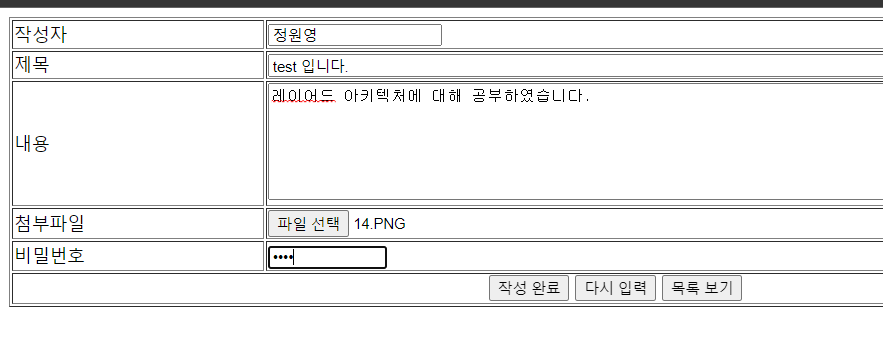 작성자 정원영
제목 test 입니다.
내용 레이어드 아키텍처에 대해 공부하였습니다.
첨부파일 파일 선택 14.PNG
비밀번호 ••••
작성 완료 다시 입력 목록 보기